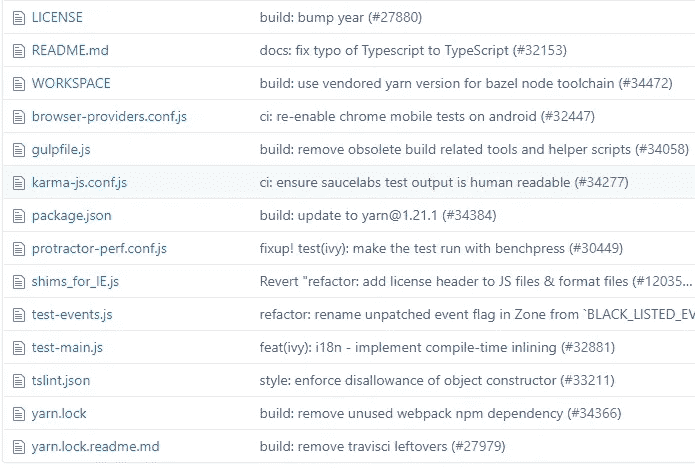 LICENSE build: bump year (#27880)
README.md docs: fix typo of Typescript to TypeScript (#32153)
WORKSPACE build: use vendored yarn version for bazel node toolchain (#34472)
browser-providers.conf.js ci: re-enable chrome mobile tests on android (#32447)
gulpfile.js build: remove obsolete build related tools and helper scripts (#34058)
karma-js.conf.js ci: ensure saucelabs test output is human readable (#34277)
package.json build: update to yarn@1.21.1 (#34384)
protractor-perf.conf.js fixup! test(ivy): make the test run with benchpress (#30449)
shims_for_IE.js Revert "refactor: add license header to JS files & format files (#12035...
test-events.js refactor: rename unpatched event flag in Zone from `BLACK_LISTED_EV
test-main.js feat(ivy): i18n - implement compile-time inlining (#32881)
tslint.json style: enforce disallowance of object constructor (#33211)
yarn.lock build: remove unused webpack npm dependency (#34366)
yarn.lock.readme.md build: remove travisci leftovers (#27979)